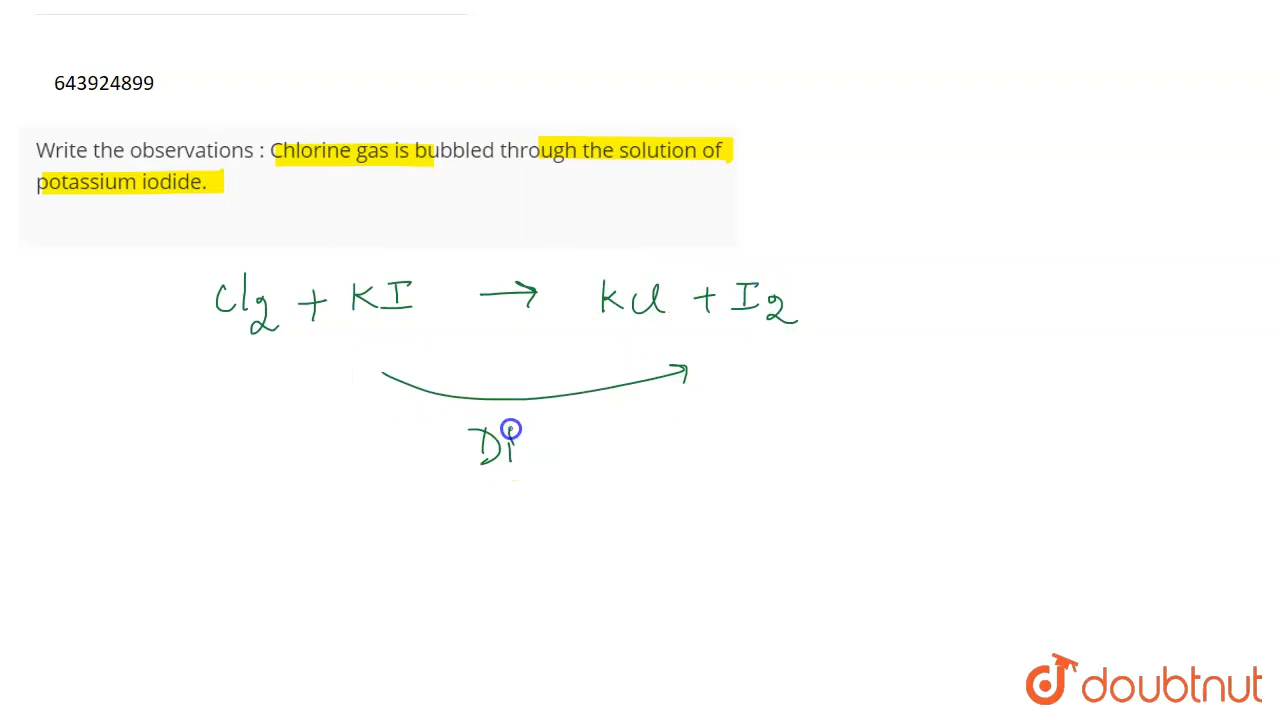 643924899
Write the observations : Chlorine gas is bubbled through the solution of
potassium iodide.
Cl2 + KI → KCl + I2
Di
doubtnut